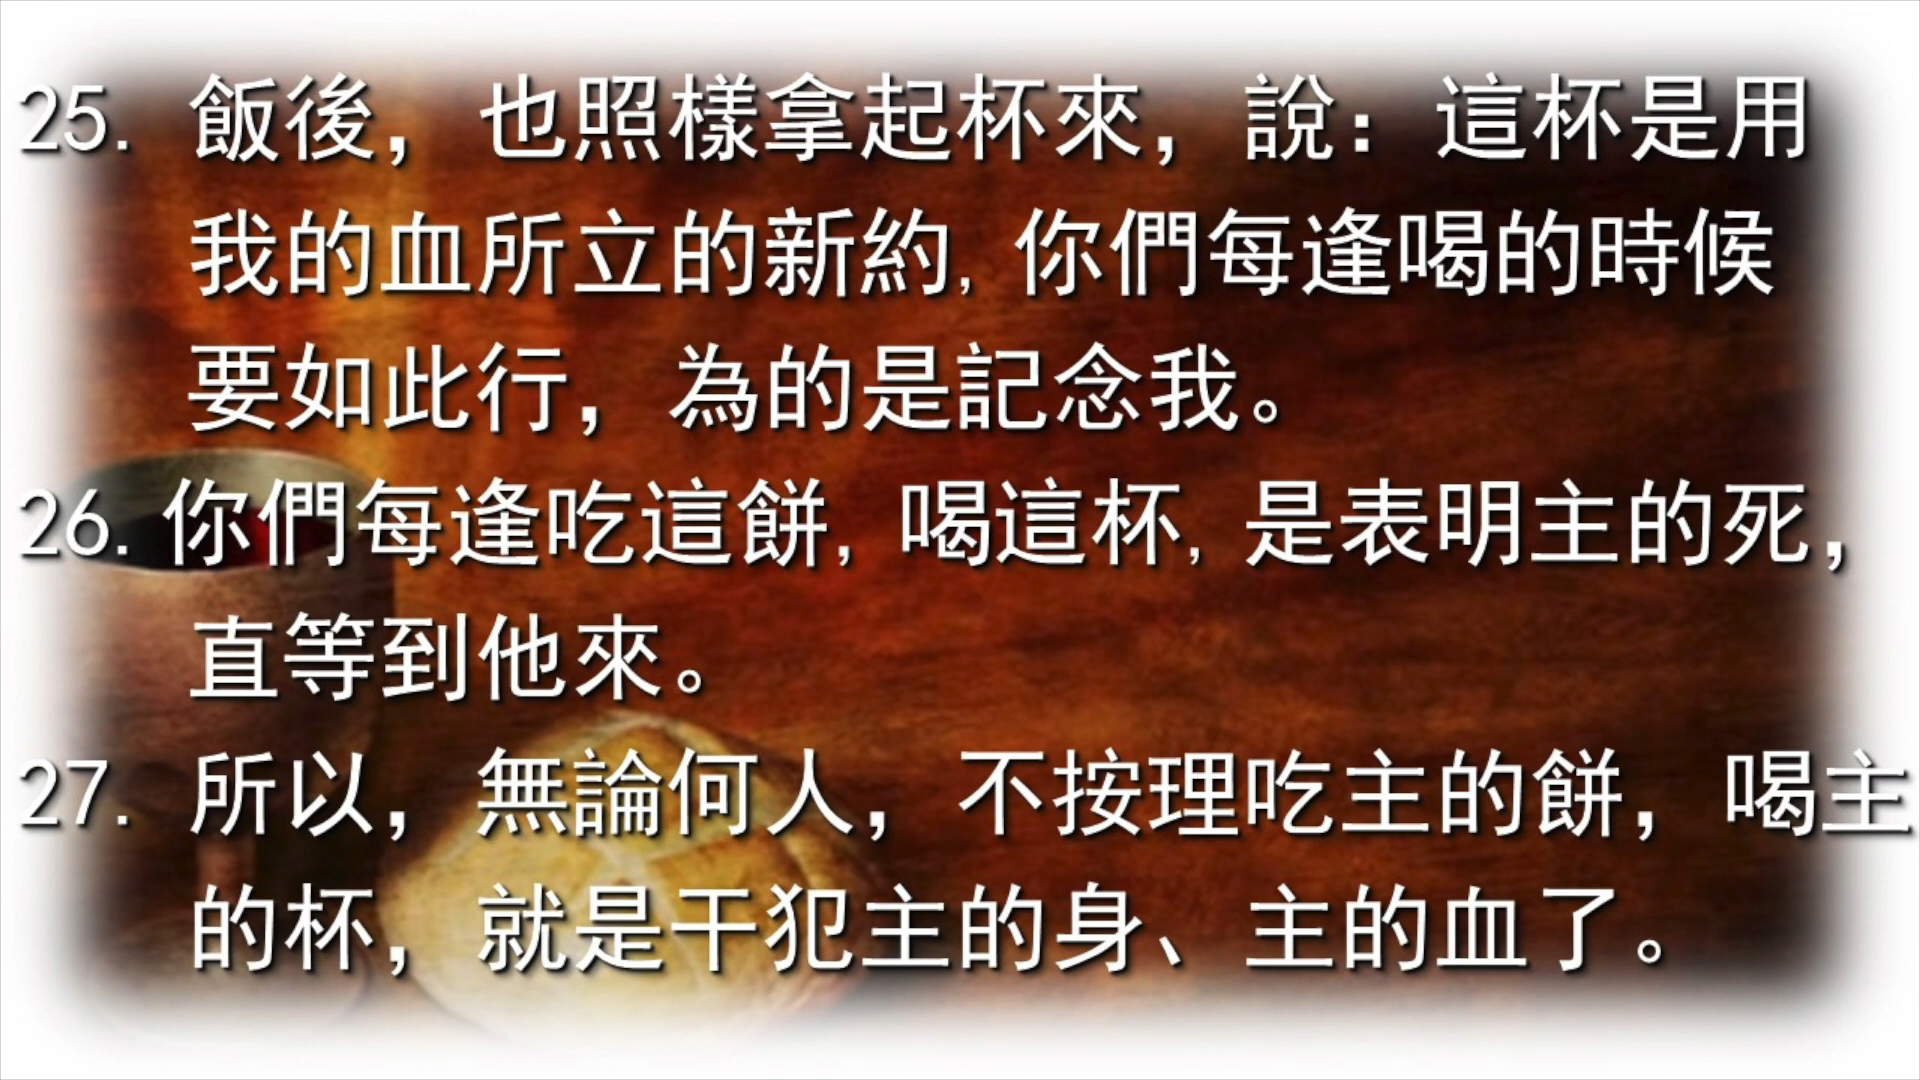 25. 飯後，也照樣拿起杯來，說：這杯是用
我的血所立的新約, 你們每逢喝的時候
要如此行，為的是記念我。
26. 你們每逢吃這餅, 喝這杯, 是表明主的死，
直等到他來。
27. 所以，無論何人，不按理吃主的餅，喝主
的杯，就是干犯主的身、主的血了。